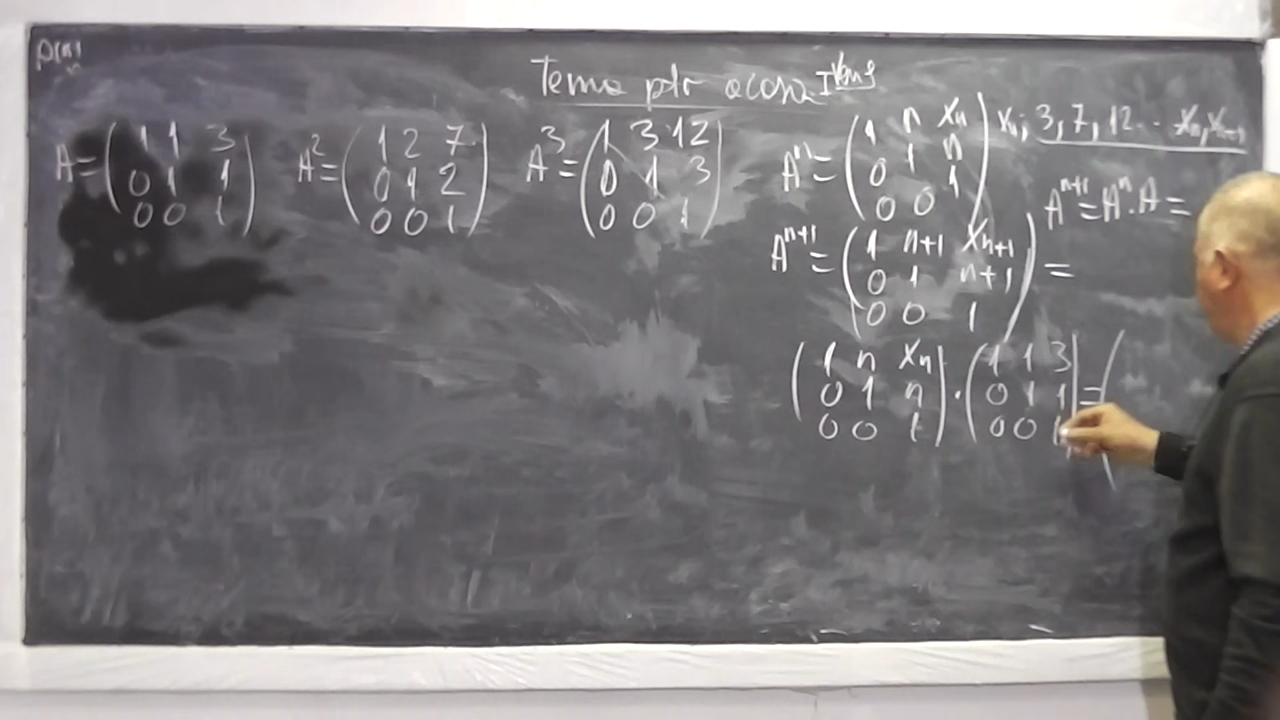 P(n)
Tema ptr acasa
A = ( 1 1 3 / 0 1 1 / 0 0 1 )
A² = ( 1 2 7 / 0 1 2 / 0 0 1 )
A³ = ( 1 3 12 / 0 1 3 / 0 0 1 )
Aⁿ = ( 1 n xₙ / 0 1 n / 0 0 1 )
xₙ; 3, 7, 12 .. xₙ, xₙ₊₁
Aⁿ⁺¹ = Aⁿ · A =
Aⁿ⁺¹ = ( 1 n+1 xₙ₊₁ / 0 1 n+1 / 0 0 1 ) =
( 1 n xₙ / 0 1 n / 0 0 1 ) · ( 1 1 3 / 0 1 1 / 0 0 1 ) = (